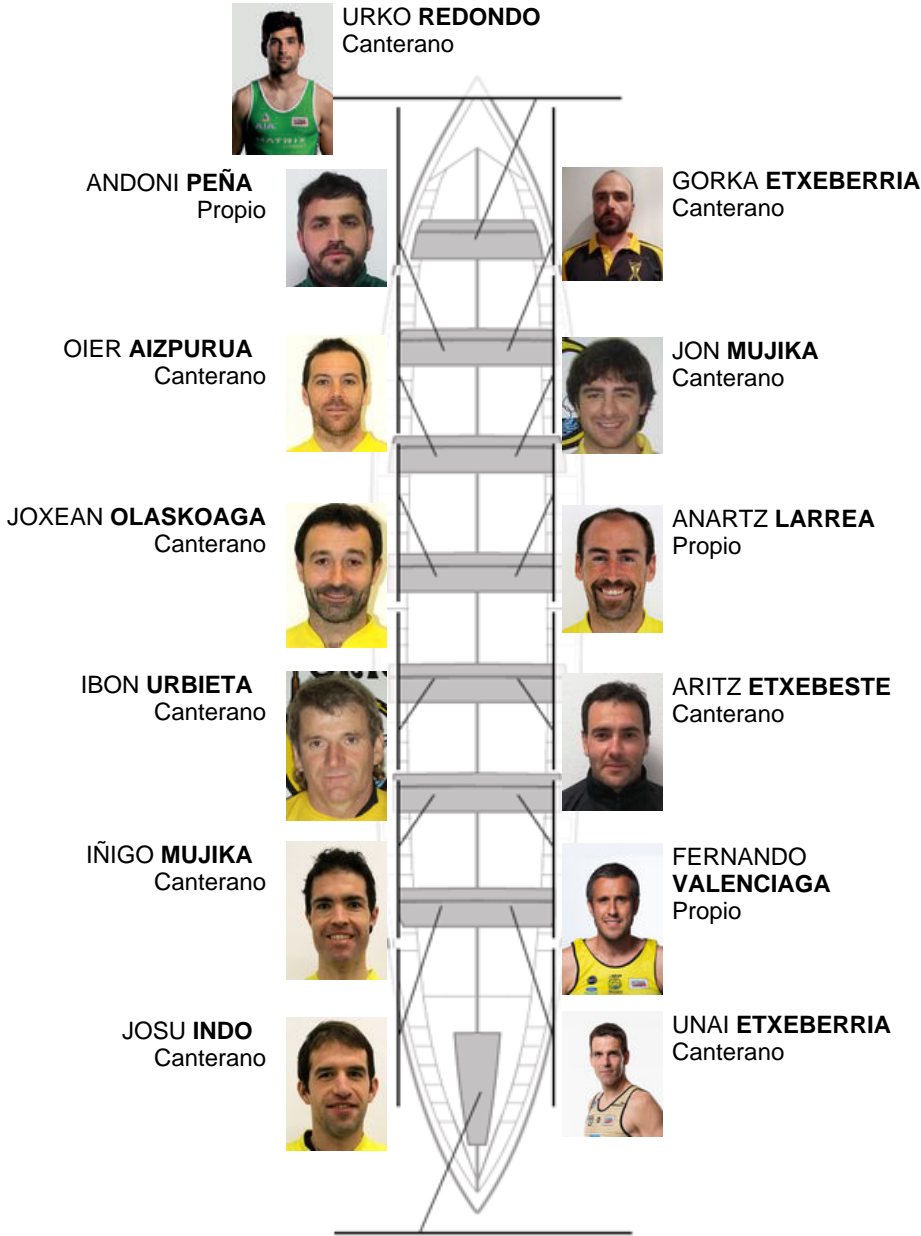 URKO REDONDO
Canterano
ANDONI PEÑA
Propio
GORKA ETXEBERRIA
Canterano
OIER AIZPURUA
Canterano
JON MUJIKA
Canterano
JOXEAN OLASKOAGA
Canterano
ANARTZ LARREA
Propio
IBON URBIETA
Canterano
ARITZ ETXEBESTE
Canterano
IÑIGO MUJIKA
Canterano
FERNANDO
VALENCIAGA
Propio
JOSU INDO
Canterano
UNAI ETXEBERRIA
Canterano